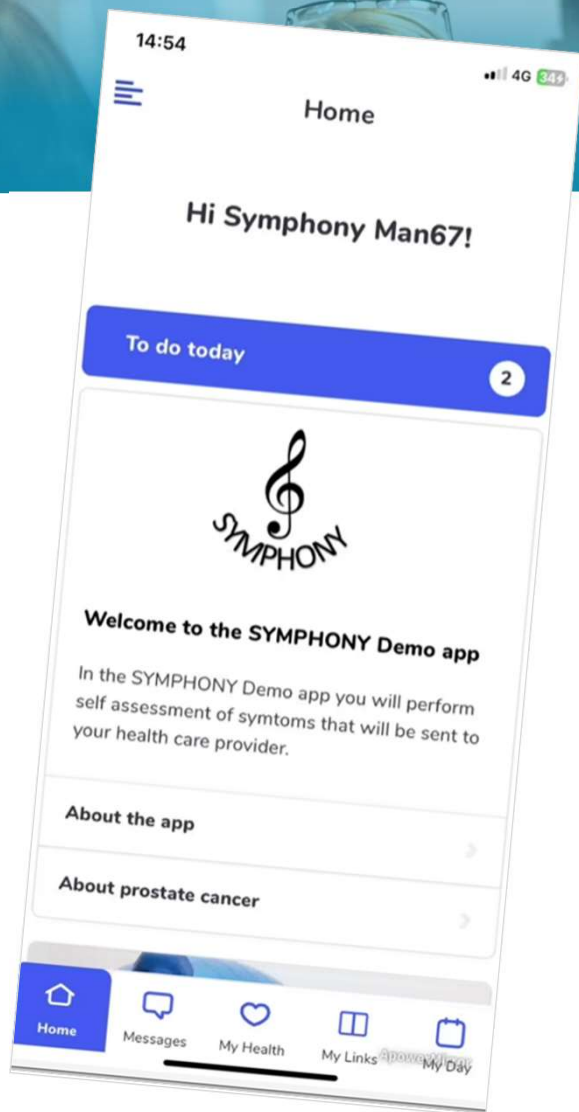 14:54
4G 34
Home
Hi Symphony Man67!
To do today
2
SYMPHONY
Welcome to the SYMPHONY Demo app
In the SYMPHONY Demo app you will perform
self assessment of symtoms that will be sent to
your health care provider.
About the app
About prostate cancer
Home
Messages
My Health
My Links
My Day